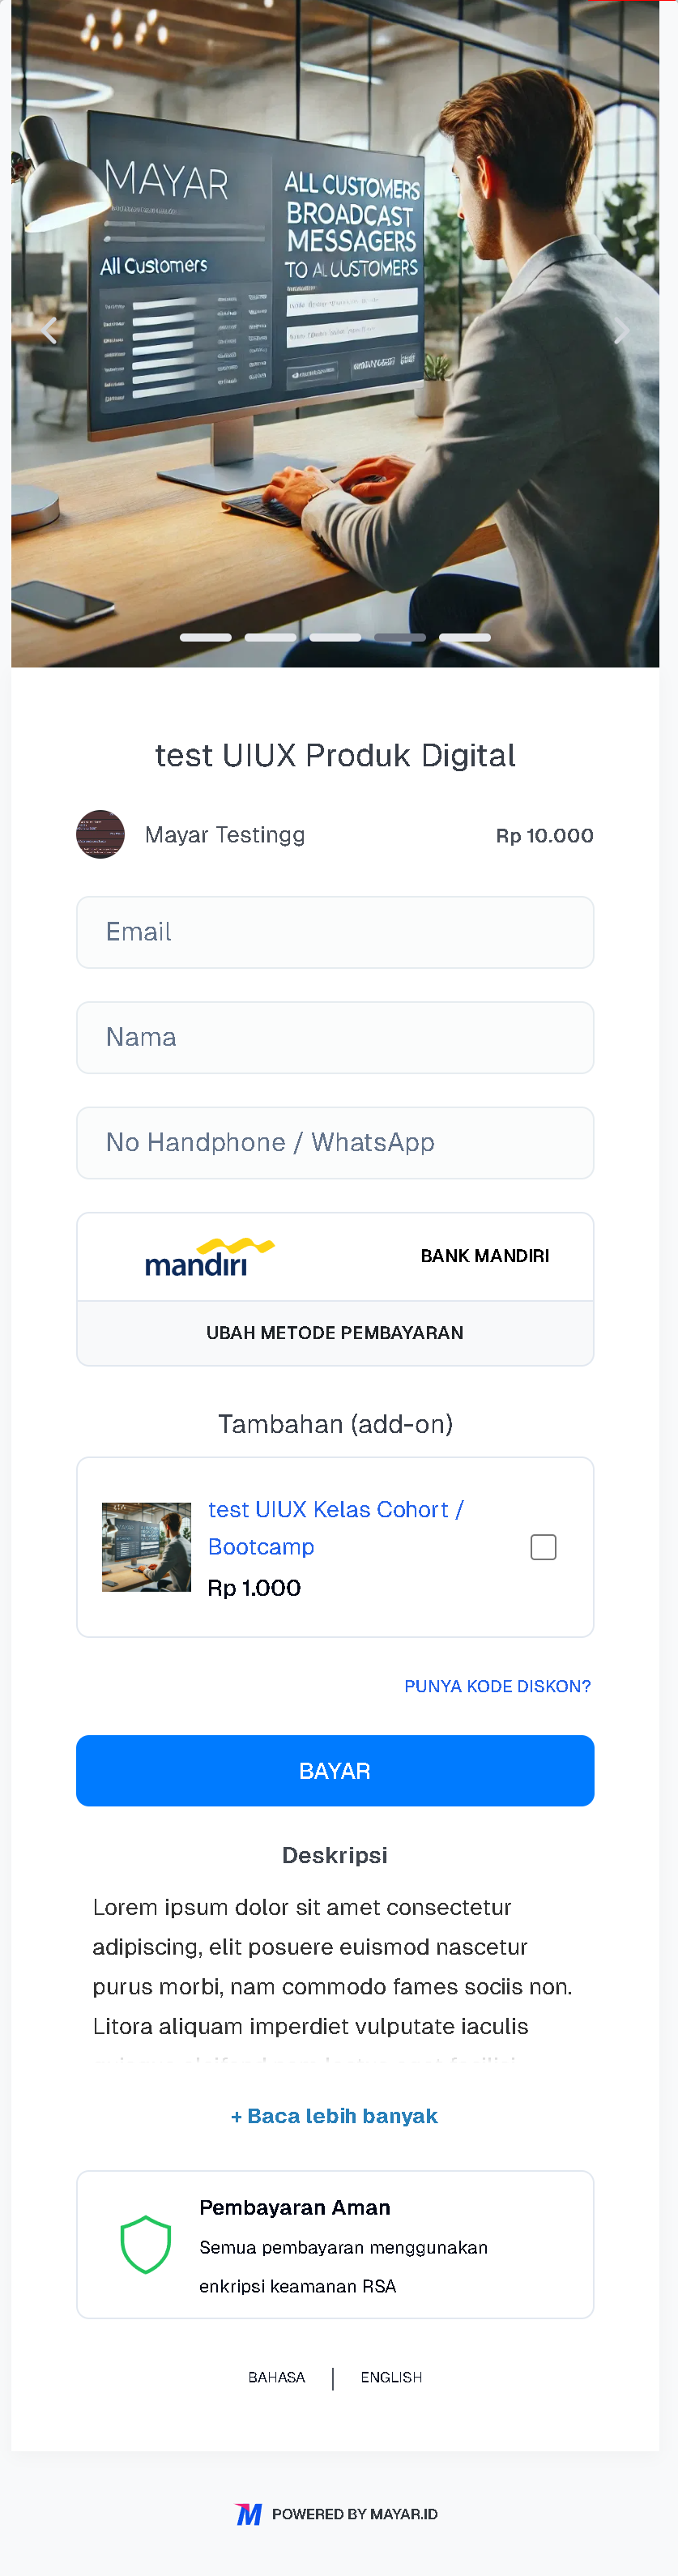 MAYAR
All Customers
ALL CUSTOMERS
BROADCAST
MESSAGERS
TO AL CUSTOMERS
test UIUX Produk Digital
Mayar Testingg
Rp 10.000
Email
Nama
No Handphone / WhatsApp
mandiri
BANK MANDIRI
UBAH METODE PEMBAYARAN
Tambahan (add-on)
test UIUX Kelas Cohort /
Bootcamp
Rp 1.000
PUNYA KODE DISKON?
BAYAR
Deskripsi
Lorem ipsum dolor sit amet consectetur
adipiscing, elit posuere euismod nascetur
purus morbi, nam commodo fames sociis non.
Litora aliquam imperdiet vulputate iaculis
+ Baca lebih banyak
Pembayaran Aman
Semua pembayaran menggunakan
enkripsi keamanan RSA
BAHASA
ENGLISH
POWERED BY MAYAR.ID